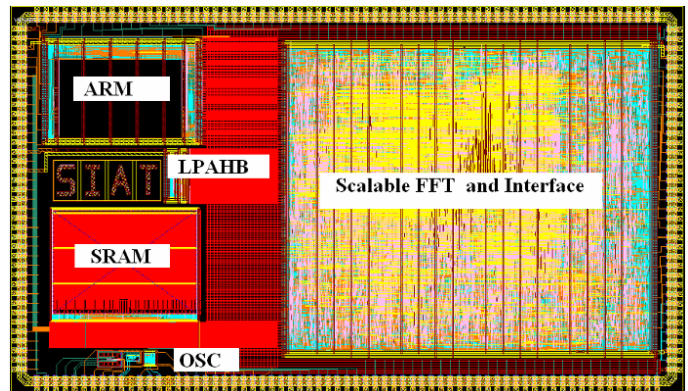 ARM
LPAHB
SIAT
Scalable FFT and Interface
SRAM
OSC